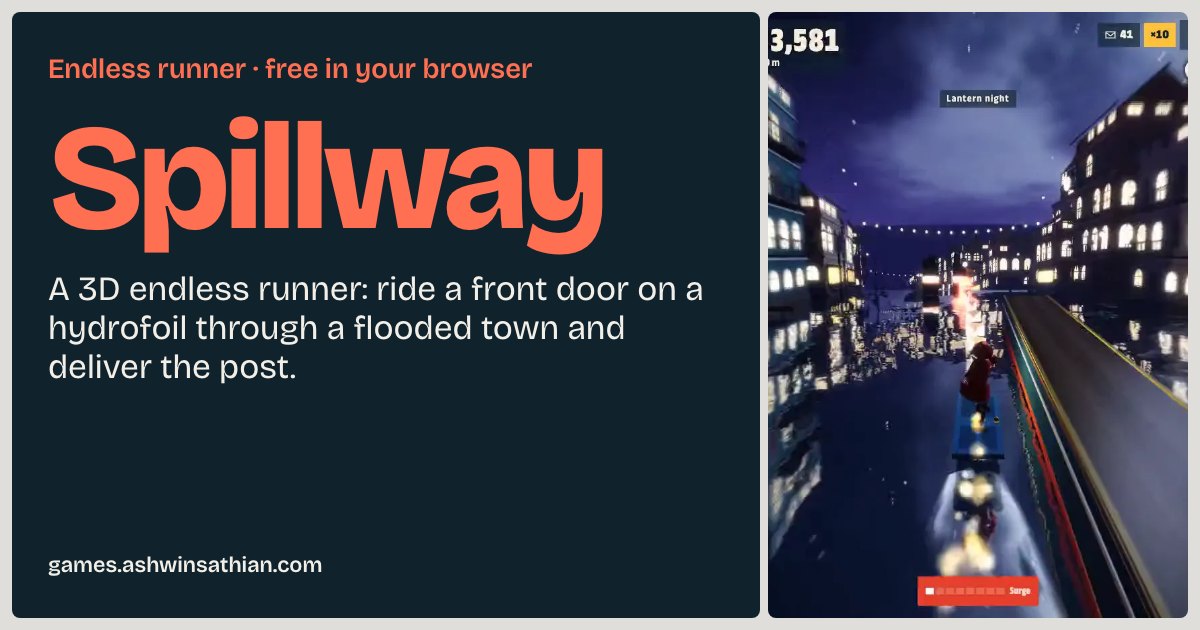 Endless runner · free in your browser
Spillway
A 3D endless runner: ride a front door on a
hydrofoil through a flooded town and
deliver the post.
games.ashwinsathian.com
3,581
m
41
×10
Lantern night
Surge